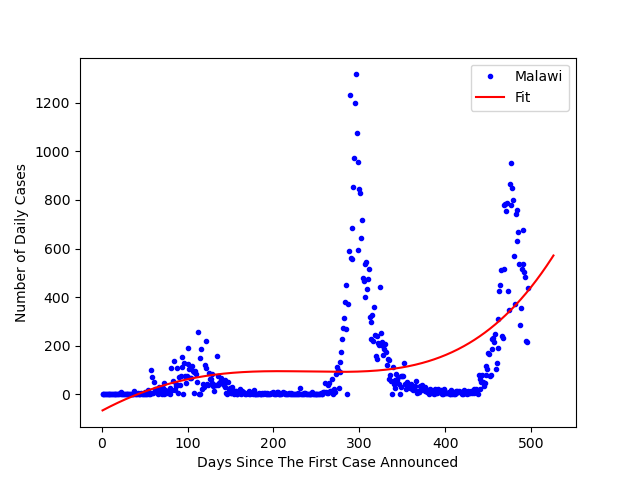 Malawi
Fit
1200
1000
800
600
400
200
0
Number of Daily Cases
0 100 200 300 400 500
Days Since The First Case Announced